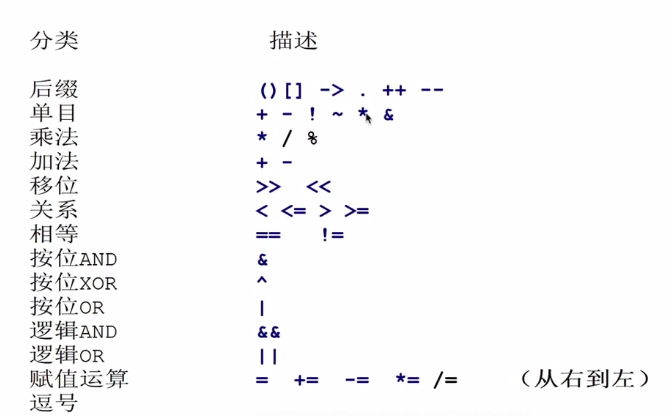 分类 描述
后缀 ()[] -> . ++ --
单目 + - ! ~ * &
乘法 * / %
加法 + -
移位 >> <<
关系 < <= > >=
相等 == !=
按位AND &
按位XOR ^
按位OR |
逻辑AND &&
逻辑OR ||
赋值运算 = += -= *= /= （从右到左）
逗号